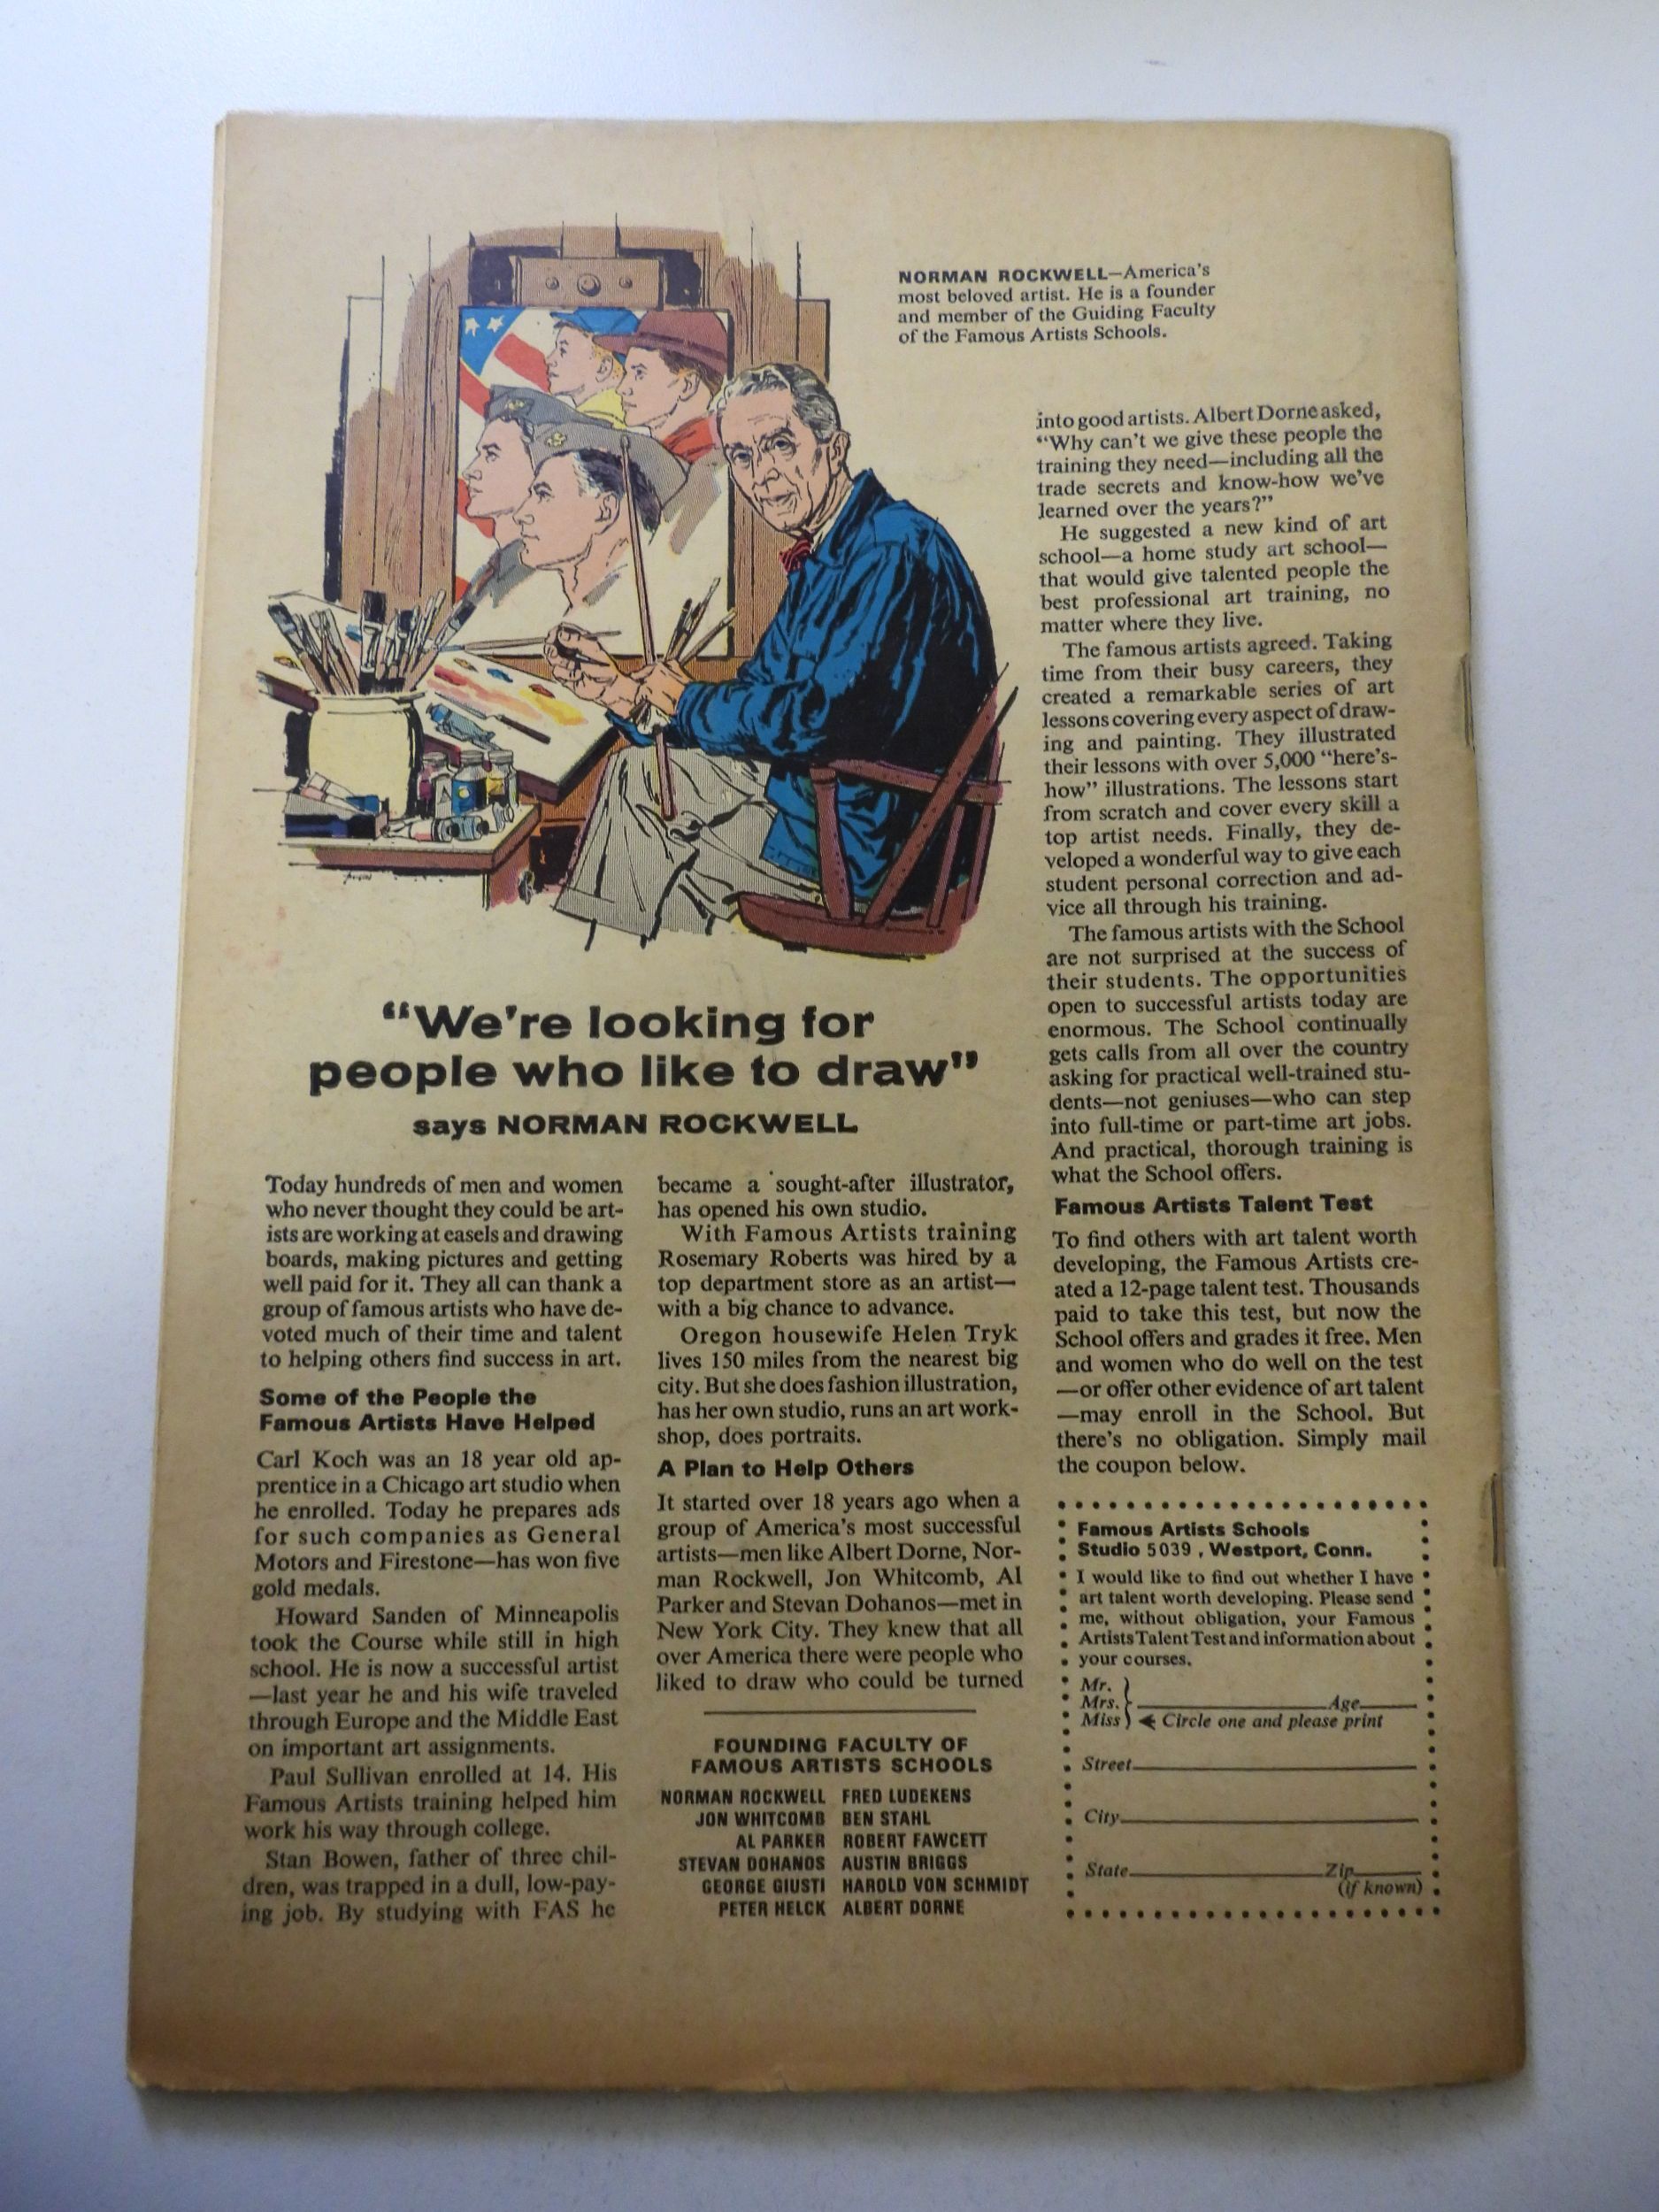 NORMAN ROCKWELL—America's
most beloved artist. He is a founder
and member of the Guiding Faculty
of the Famous Artists Schools.
"We're looking for
people who like to draw"
says NORMAN ROCKWELL
Today hundreds of men and women
who never thought they could be art-
ists are working at easels and drawing
boards, making pictures and getting
well paid for it. They all can thank a
group of famous artists who have de-
voted much of their time and talent
to helping others find success in art.
Some of the People the
Famous Artists Have Helped
Carl Koch was an 18 year old ap-
prentice in a Chicago art studio when
he enrolled. Today he prepares ads
for such companies as General
Motors and Firestone—has won five
gold medals.
Howard Sanden of Minneapolis
took the Course while still in high
school. He is now a successful artist
—last year he and his wife traveled
through Europe and the Middle East
on important art assignments.
Paul Sullivan enrolled at 14. His
Famous Artists training helped him
work his way through college.
Stan Bowen, father of three chil-
dren, was trapped in a dull, low-pay-
ing job. By studying with FAS he
became a sought-after illustrator,
has opened his own studio.
With Famous Artists training
Rosemary Roberts was hired by a
top department store as an artist—
with a big chance to advance.
Oregon housewife Helen Tryk
lives 150 miles from the nearest big
city. But she does fashion illustration,
has her own studio, runs an art work-
shop, does portraits.
A Plan to Help Others
It started over 18 years ago when a
group of America's most successful
artists—men like Albert Dorne, Nor-
man Rockwell, Jon Whitcomb, Al
Parker and Stevan Dohanos—met in
New York City. They knew that all
over America there were people who
liked to draw who could be turned
FOUNDING FACULTY OF
FAMOUS ARTISTS SCHOOLS
NORMAN ROCKWELL FRED LUDEKENS
JON WHITCOMB BEN STAHL
AL PARKER ROBERT FAWCETT
STEVAN DOHANOS AUSTIN BRIGGS
GEORGE GIUSTI HAROLD VON SCHMIDT
PETER HELCK ALBERT DORNE
into good artists. Albert Dorne asked,
"Why can't we give these people the
training they need—including all the
trade secrets and know-how we've
learned over the years?"
He suggested a new kind of art
school—a home study art school—
that would give talented people the
best professional art training, no
matter where they live.
The famous artists agreed. Taking
time from their busy careers, they
created a remarkable series of art
lessons covering every aspect of draw-
ing and painting. They illustrated
their lessons with over 5,000 "here's-
how" illustrations. The lessons start
from scratch and cover every skill a
top artist needs. Finally, they de-
veloped a wonderful way to give each
student personal correction and ad-
vice all through his training.
The famous artists with the School
are not surprised at the success of
their students. The opportunities
open to successful artists today are
enormous. The School continually
gets calls from all over the country
asking for practical well-trained stu-
dents—not geniuses—who can step
into full-time or part-time art jobs.
And practical, thorough training is
what the School offers.
Famous Artists Talent Test
To find others with art talent worth
developing, the Famous Artists cre-
ated a 12-page talent test. Thousands
paid to take this test, but now the
School offers and grades it free. Men
and women who do well on the test
—or offer other evidence of art talent
—may enroll in the School. But
there's no obligation. Simply mail
the coupon below.
Famous Artists Schools
Studio 5039, Westport, Conn.
I would like to find out whether I have
art talent worth developing. Please send
me, without obligation, your Famous
Artists Talent Test and information about
your courses.
Mr.
Mrs. Age
Miss Circle one and please print
Street
City
State Zip
(if known)